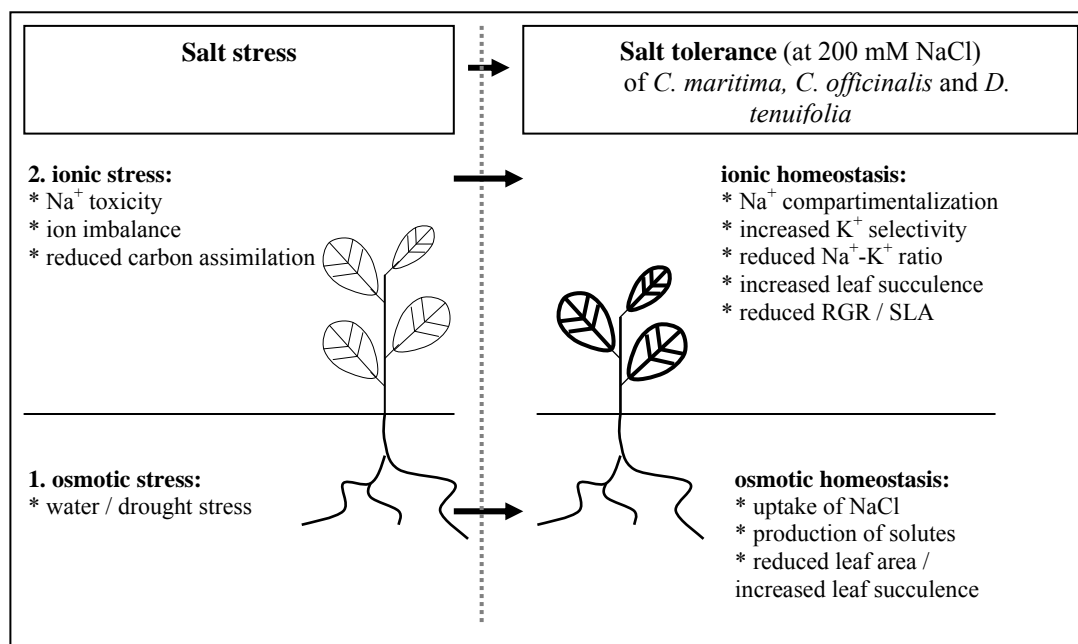 Salt stress
Salt tolerance (at 200 mM NaCl)
of C. maritima, C. officinalis and D.
tenuifolia
2. ionic stress:
* Na⁺ toxicity
* ion imbalance
* reduced carbon assimilation
ionic homeostasis:
* Na⁺ compartimentalization
* increased K⁺ selectivity
* reduced Na⁺-K⁺ ratio
* increased leaf succulence
* reduced RGR / SLA
1. osmotic stress:
* water / drought stress
osmotic homeostasis:
* uptake of NaCl
* production of solutes
* reduced leaf area /
increased leaf succulence